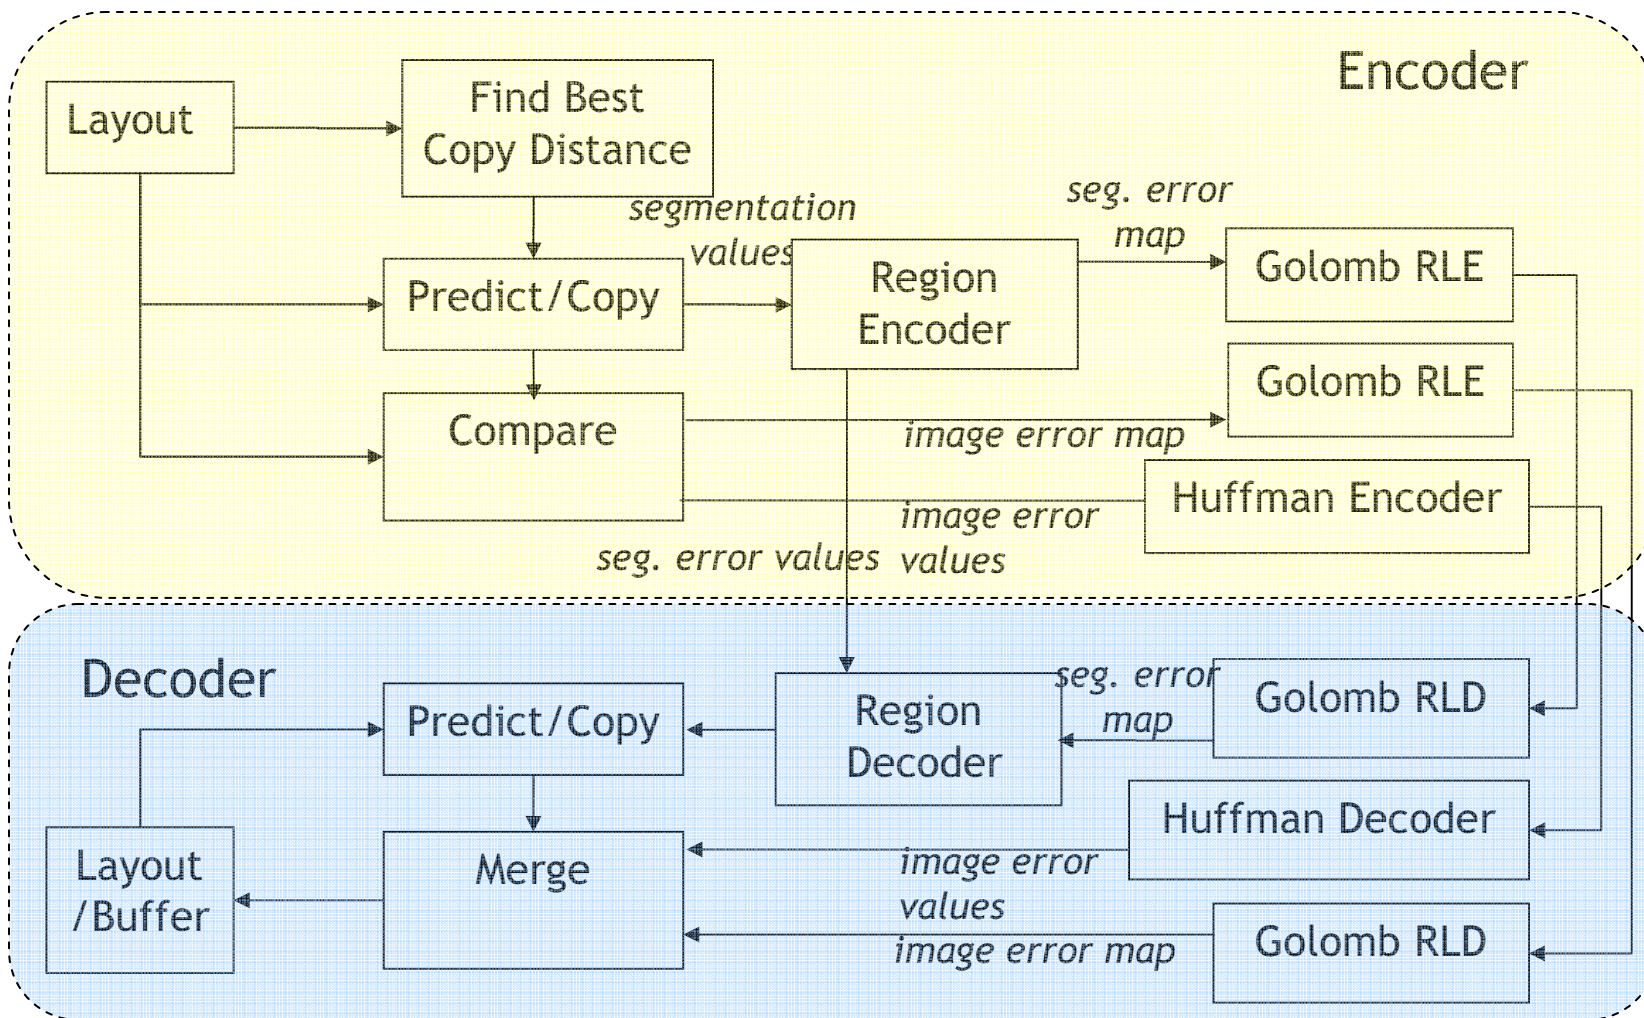 Encoder
Layout
Find Best
Copy Distance
segmentation
values
seg. error
map
Predict/Copy
Region
Encoder
Golomb RLE
Golomb RLE
Compare
image error map
Huffman Encoder
image error
values
seg. error values
Decoder
Predict/Copy
Region
Decoder
seg. error
map
Golomb RLD
Huffman Decoder
Layout
/Buffer
Merge
image error
values
image error map
Golomb RLD